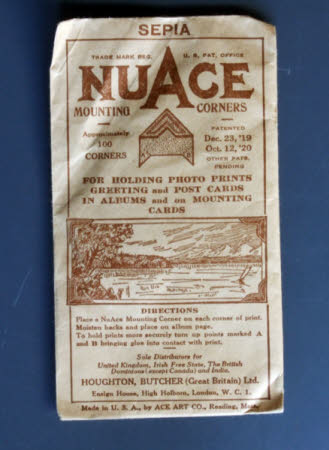 SEPIA
TRADE MARK REG. U. S. PAT. OFFICE
NUACE
MOUNTING CORNERS
Approximately
100
CORNERS
A B
PATENTED
Dec. 23, '19
Oct. 12, '20
OTHER PATS.
PENDING
FOR HOLDING PHOTO PRINTS
GREETING and POST CARDS
IN ALBUMS and on MOUNTING
CARDS
DIRECTIONS
Place a NuAce Mounting Corner on each corner of print.
Moisten backs and place on album page.
To hold prints more securely turn up points marked A
and B bringing glue into contact with print.
Sole Distributors for
United Kingdom, Irish Free State, The British
Dominions (except Canada) and India.
HOUGHTON, BUTCHER (Great Britain) Ltd.
Ensign House, High Holborn, London, W. C. 1.
Made in U. S. A., by ACE ART CO., Reading, Mass.